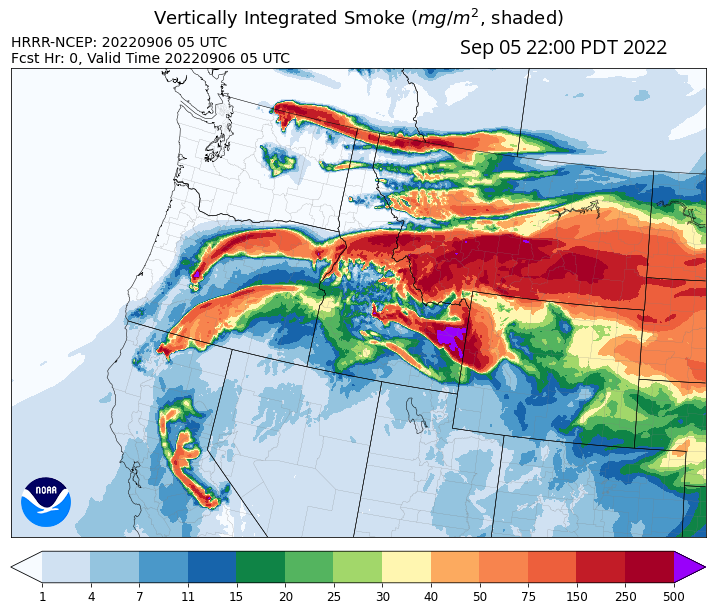 Vertically Integrated Smoke (mg/m², shaded)
HRRR-NCEP: 20220906 05 UTC
Sep 05 22:00 PDT 2022
Fcst Hr: 0, Valid Time 20220906 05 UTC
NOAA
1 4 7 11 15 20 25 30 40 50 75 150 250 500